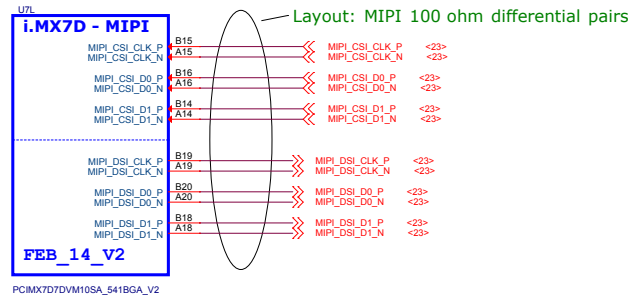 U7L
i.MX7D - MIPI
Layout: MIPI 100 ohm differential pairs
MIPI_CSI_CLK_P B15 MIPI_CSI_CLK_P <23>
MIPI_CSI_CLK_N A15 MIPI_CSI_CLK_N <23>
MIPI_CSI_D0_P B16 MIPI_CSI_D0_P <23>
MIPI_CSI_D0_N A16 MIPI_CSI_D0_N <23>
MIPI_CSI_D1_P B14 MIPI_CSI_D1_P <23>
MIPI_CSI_D1_N A14 MIPI_CSI_D1_N <23>
MIPI_DSI_CLK_P B19 MIPI_DSI_CLK_P <23>
MIPI_DSI_CLK_N A19 MIPI_DSI_CLK_N <23>
MIPI_DSI_D0_P B20 MIPI_DSI_D0_P <23>
MIPI_DSI_D0_N A20 MIPI_DSI_D0_N <23>
MIPI_DSI_D1_P B18 MIPI_DSI_D1_P <23>
MIPI_DSI_D1_N A18 MIPI_DSI_D1_N <23>
FEB_14_V2
PCIMX7D7DVM10SA_541BGA_V2